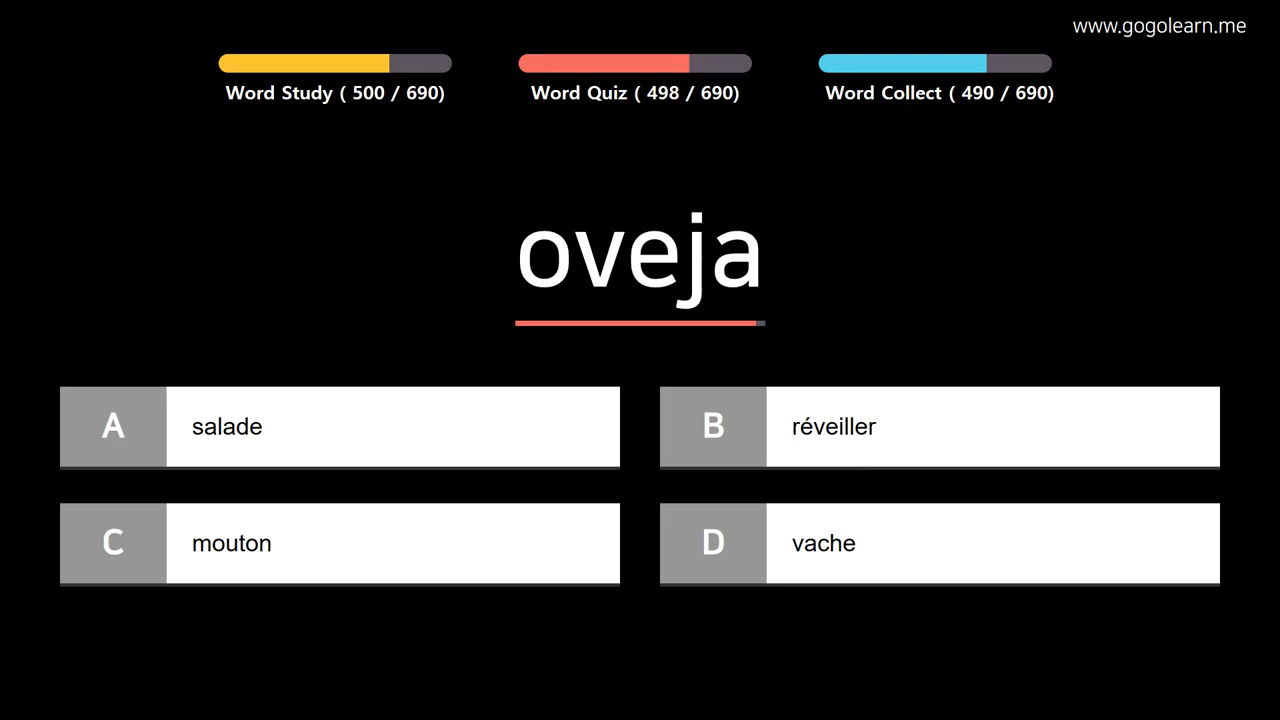 www.gogolearn.me
Word Study ( 500 / 690)
Word Quiz ( 498 / 690)
Word Collect ( 490 / 690)
oveja
A salade
B réveiller
C mouton
D vache